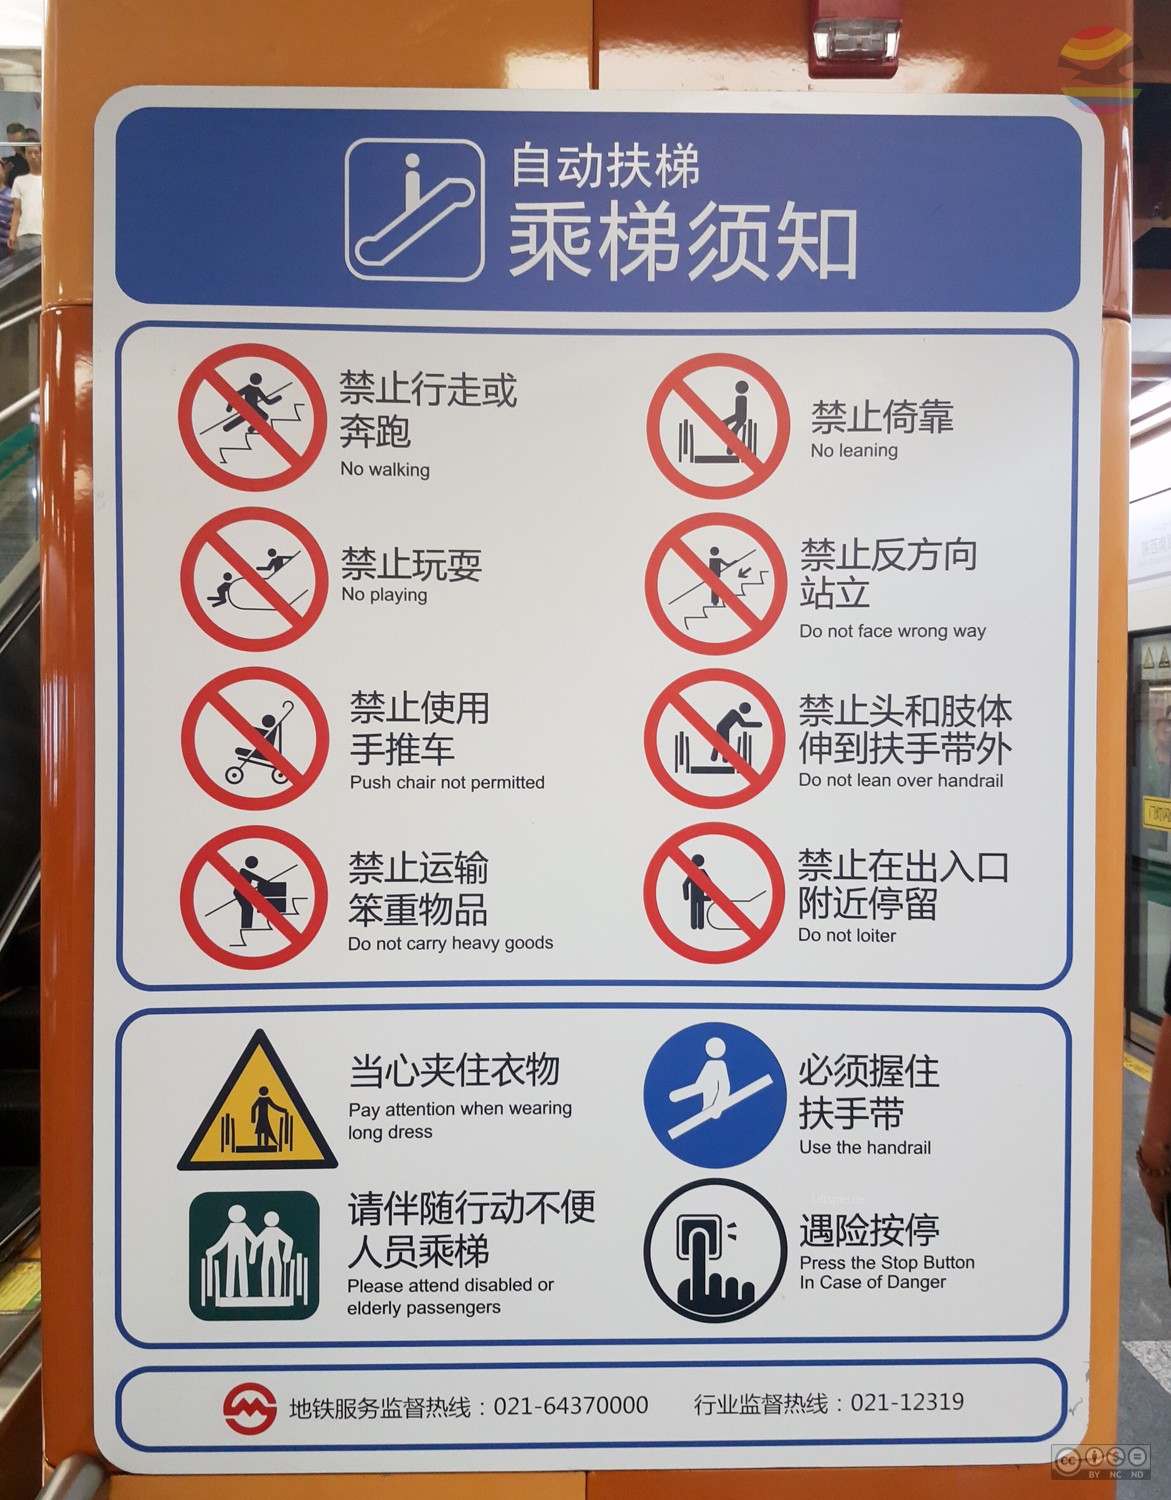 自动扶梯
乘梯须知
禁止行走或
奔跑
No walking
禁止倚靠
No leaning
禁止玩耍
No playing
禁止反方向
站立
Do not face wrong way
禁止使用
手推车
Push chair not permitted
禁止头和肢体
伸到扶手带外
Do not lean over handrail
禁止运输
笨重物品
Do not carry heavy goods
禁止在出入口
附近停留
Do not loiter
当心夹住衣物
Pay attention when wearing
long dress
必须握住
扶手带
Use the handrail
请伴随行动不便
人员乘梯
Please attend disabled or
elderly passengers
遇险按停
Press the Stop Button
In Case of Danger
地铁服务监督热线：021-64370000 行业监督热线：021-12319
cc
BY NC ND